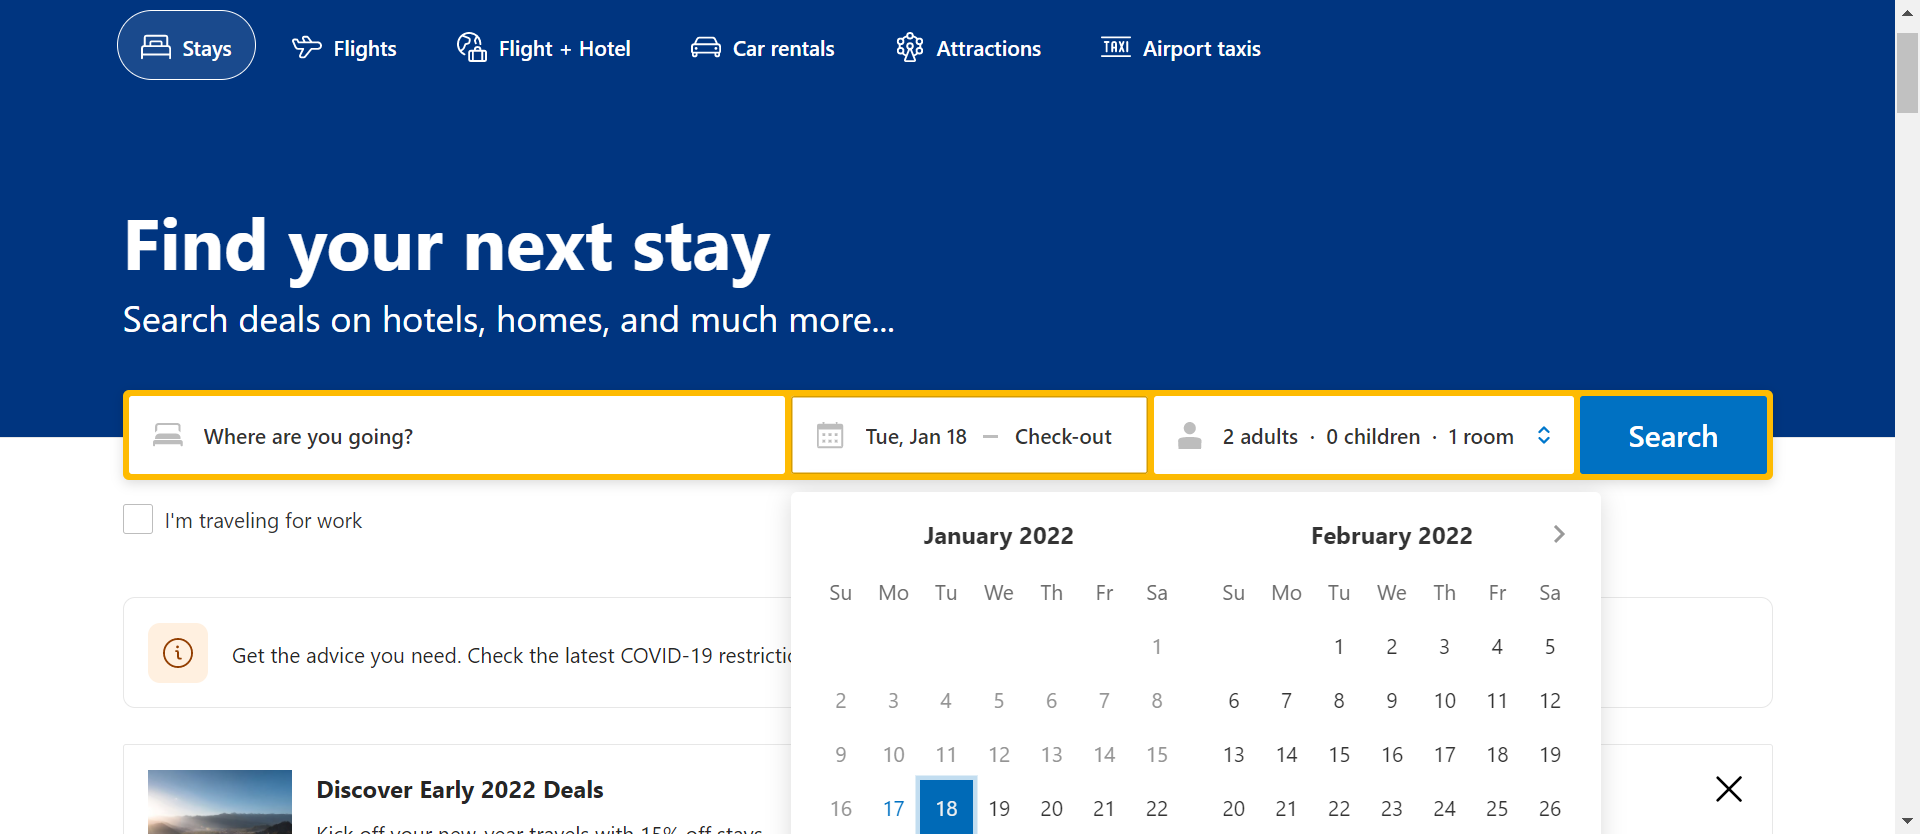 Stays
Flights
Flight + Hotel
Car rentals
Attractions
TAXI Airport taxis
Find your next stay
Search deals on hotels, homes, and much more...
Where are you going?
Tue, Jan 18 — Check-out
2 adults · 0 children · 1 room
Search
I'm traveling for work
January 2022
Su Mo Tu We Th Fr Sa
1
2 3 4 5 6 7 8
9 10 11 12 13 14 15
16 17 18 19 20 21 22
February 2022
Su Mo Tu We Th Fr Sa
1 2 3 4 5
6 7 8 9 10 11 12
13 14 15 16 17 18 19
20 21 22 23 24 25 26
Get the advice you need. Check the latest COVID-19
Discover Early 2022 Deals
Kick off your new year travels with 15% off stays